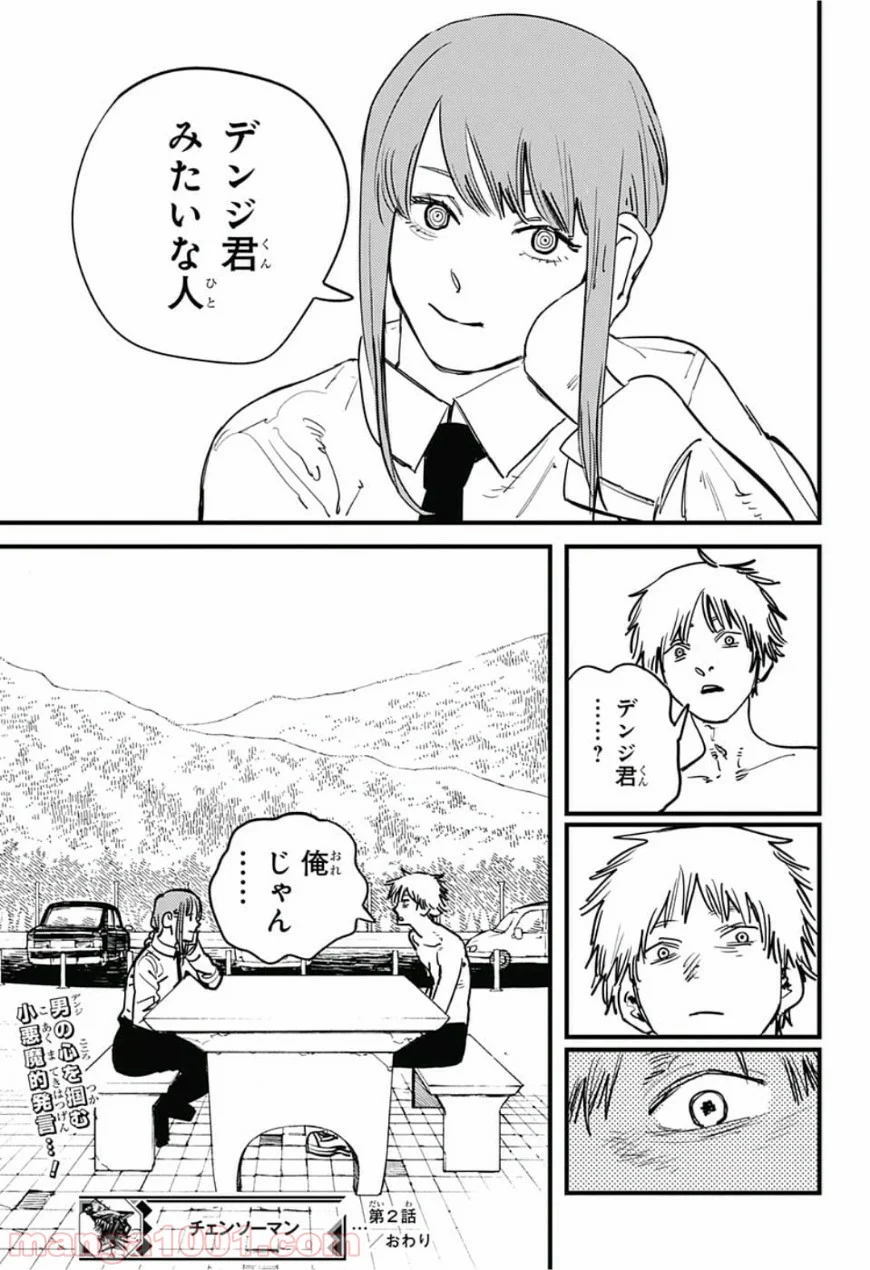 デンジ君
みたいな人
デンジ君
……?
俺
じゃん
……
男の心を掴む
小悪魔的発言…!
チェンソーマン
…第2話
/おわり
manga1001.com